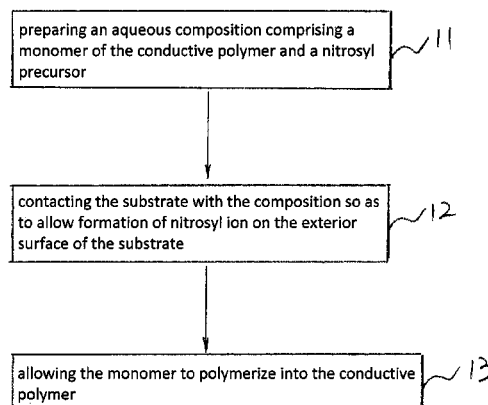 preparing an aqueous composition comprising a
monomer of the conductive polymer and a nitrosyl
precursor
11
contacting the substrate with the composition so as
to allow formation of nitrosyl ion on the exterior
surface of the substrate
12
allowing the monomer to polymerize into the conductive
polymer
13